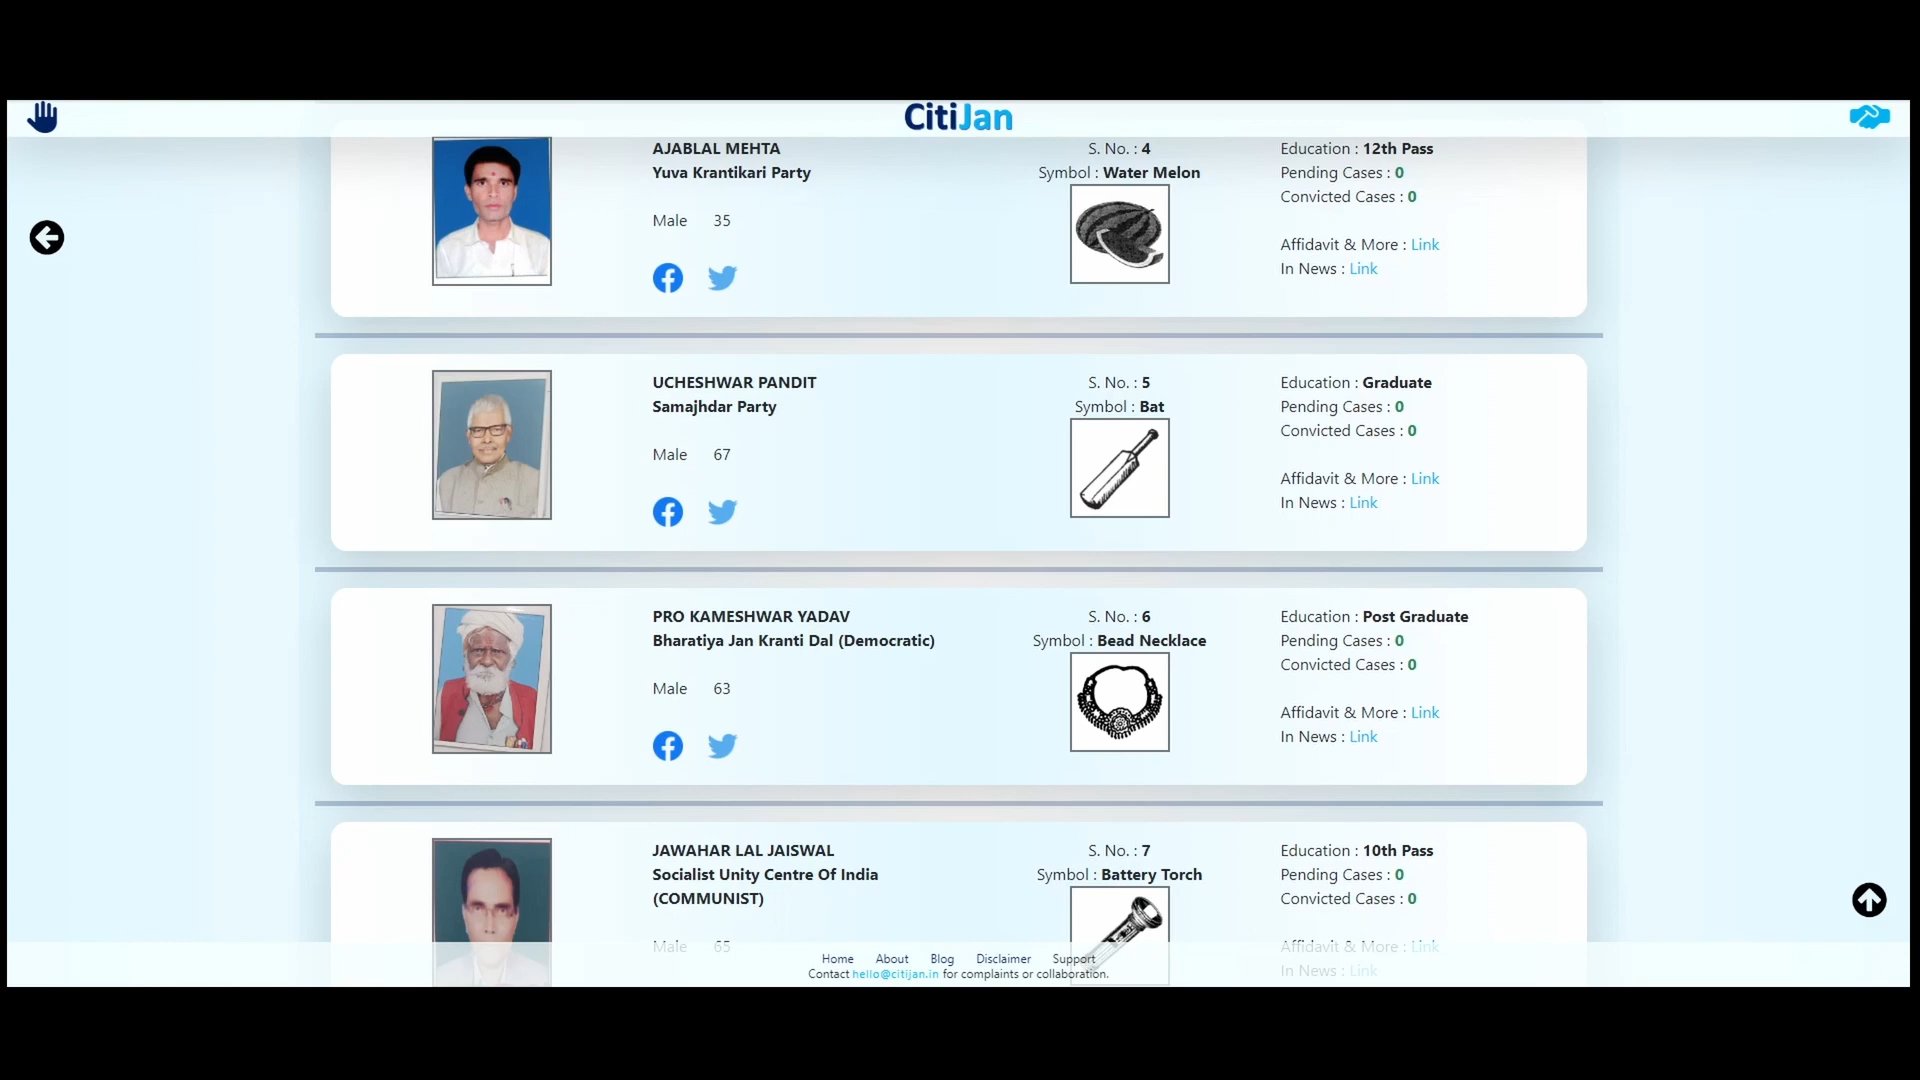 CitiJan
AJABLAL MEHTA
Yuva Krantikari Party
Male 35
S. No. : 4
Symbol : Water Melon
Education : 12th Pass
Pending Cases : 0
Convicted Cases : 0
Affidavit & More : Link
In News : Link
UCHESHWAR PANDIT
Samajhdar Party
Male 67
S. No. : 5
Symbol : Bat
Education : Graduate
Pending Cases : 0
Convicted Cases : 0
Affidavit & More : Link
In News : Link
PRO KAMESHWAR YADAV
Bharatiya Jan Kranti Dal (Democratic)
Male 63
S. No. : 6
Symbol : Bead Necklace
Education : Post Graduate
Pending Cases : 0
Convicted Cases : 0
Affidavit & More : Link
In News : Link
JAWAHAR LAL JAISWAL
Socialist Unity Centre Of India
(COMMUNIST)
Male 65
S. No. : 7
Symbol : Battery Torch
Education : 10th Pass
Pending Cases : 0
Convicted Cases : 0
Affidavit & More : Link
In News : Link
Home About Blog Disclaimer Support
Contact hello@citijan.in for complaints or collaboration.